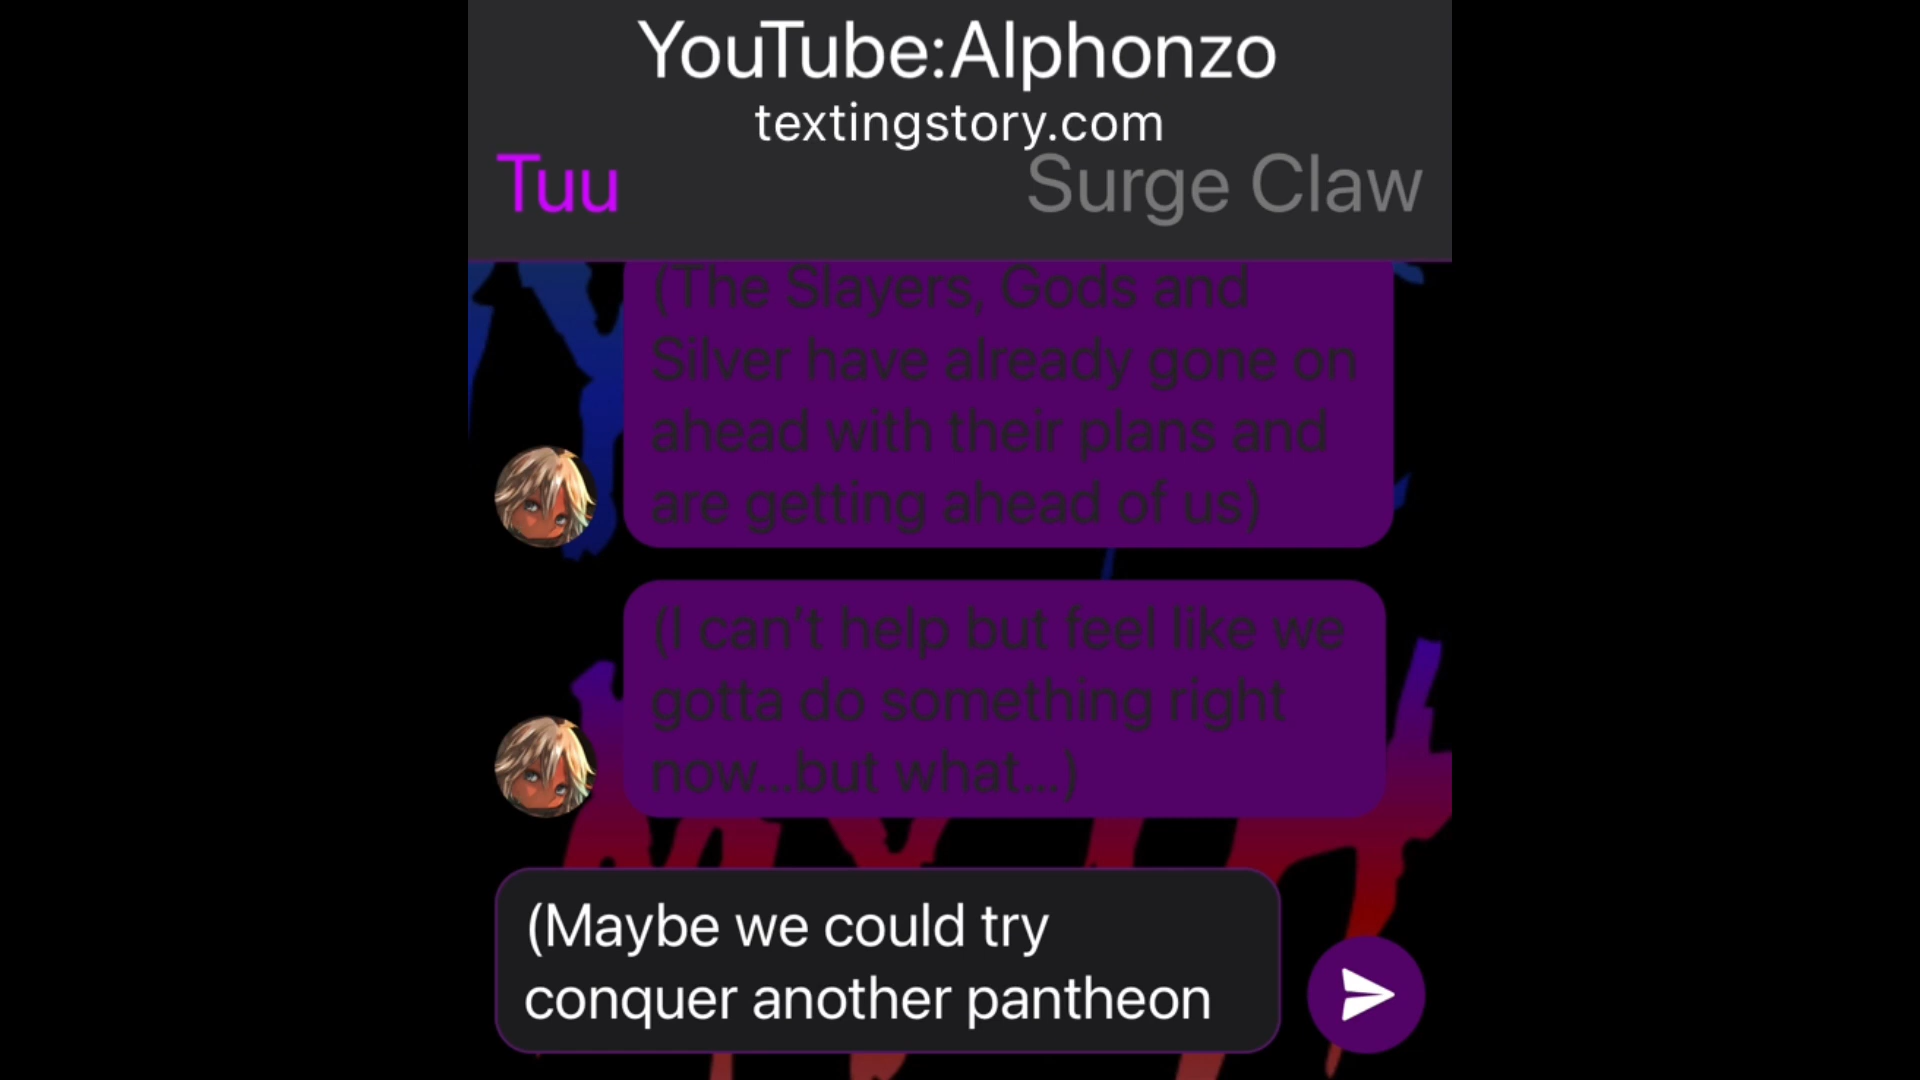 YouTube:Alphonzo
textingstory.com
Tuu
Surge Claw
(The Slayers, Gods and
Silver have already gone on
ahead with their plans and
are getting ahead of us)
(I can’t help but feel like we
gotta do something right
now...but what...)
(Maybe we could try
conquer another pantheon